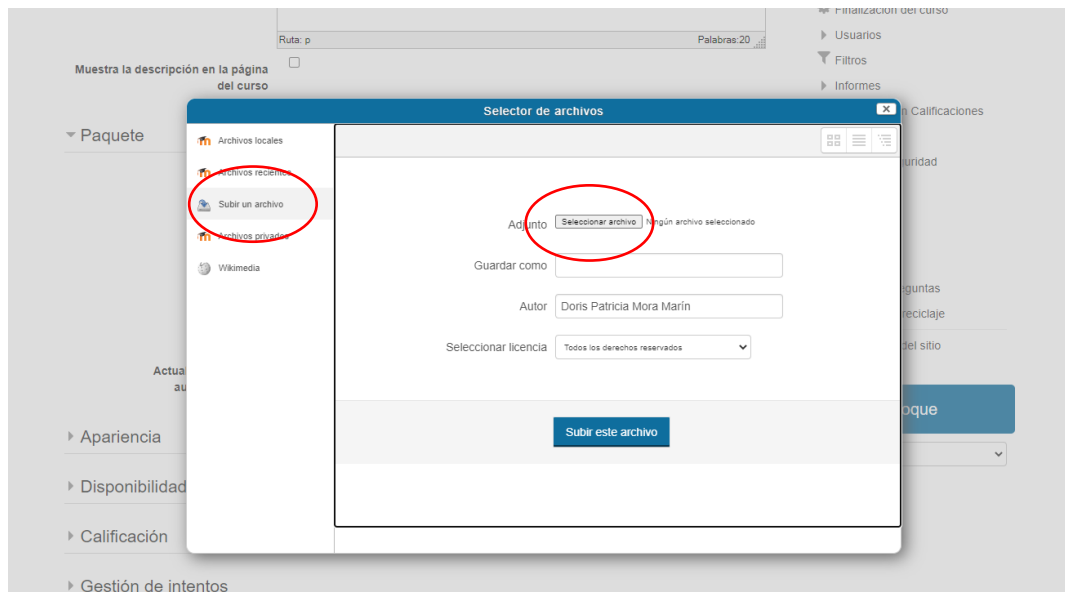 Finalización del curso
Ruta: p
Palabras:20
Usuarios
Muestra la descripción en la página
del curso
Filtros
Informes
Selector de archivos
Calificaciones
Paquete
Archivos locales
Archivos recientes
Subir un archivo
Archivos privados
Wikimedia
Adjunto
Seleccionar archivo
Ningún archivo seleccionado
Guardar como
Autor
Doris Patricia Mora Marín
Seleccionar licencia
Todos los derechos reservados
Subir este archivo
reciclaje
del sitio
Apariencia
Disponibilidad
Calificación
Gestión de intentos